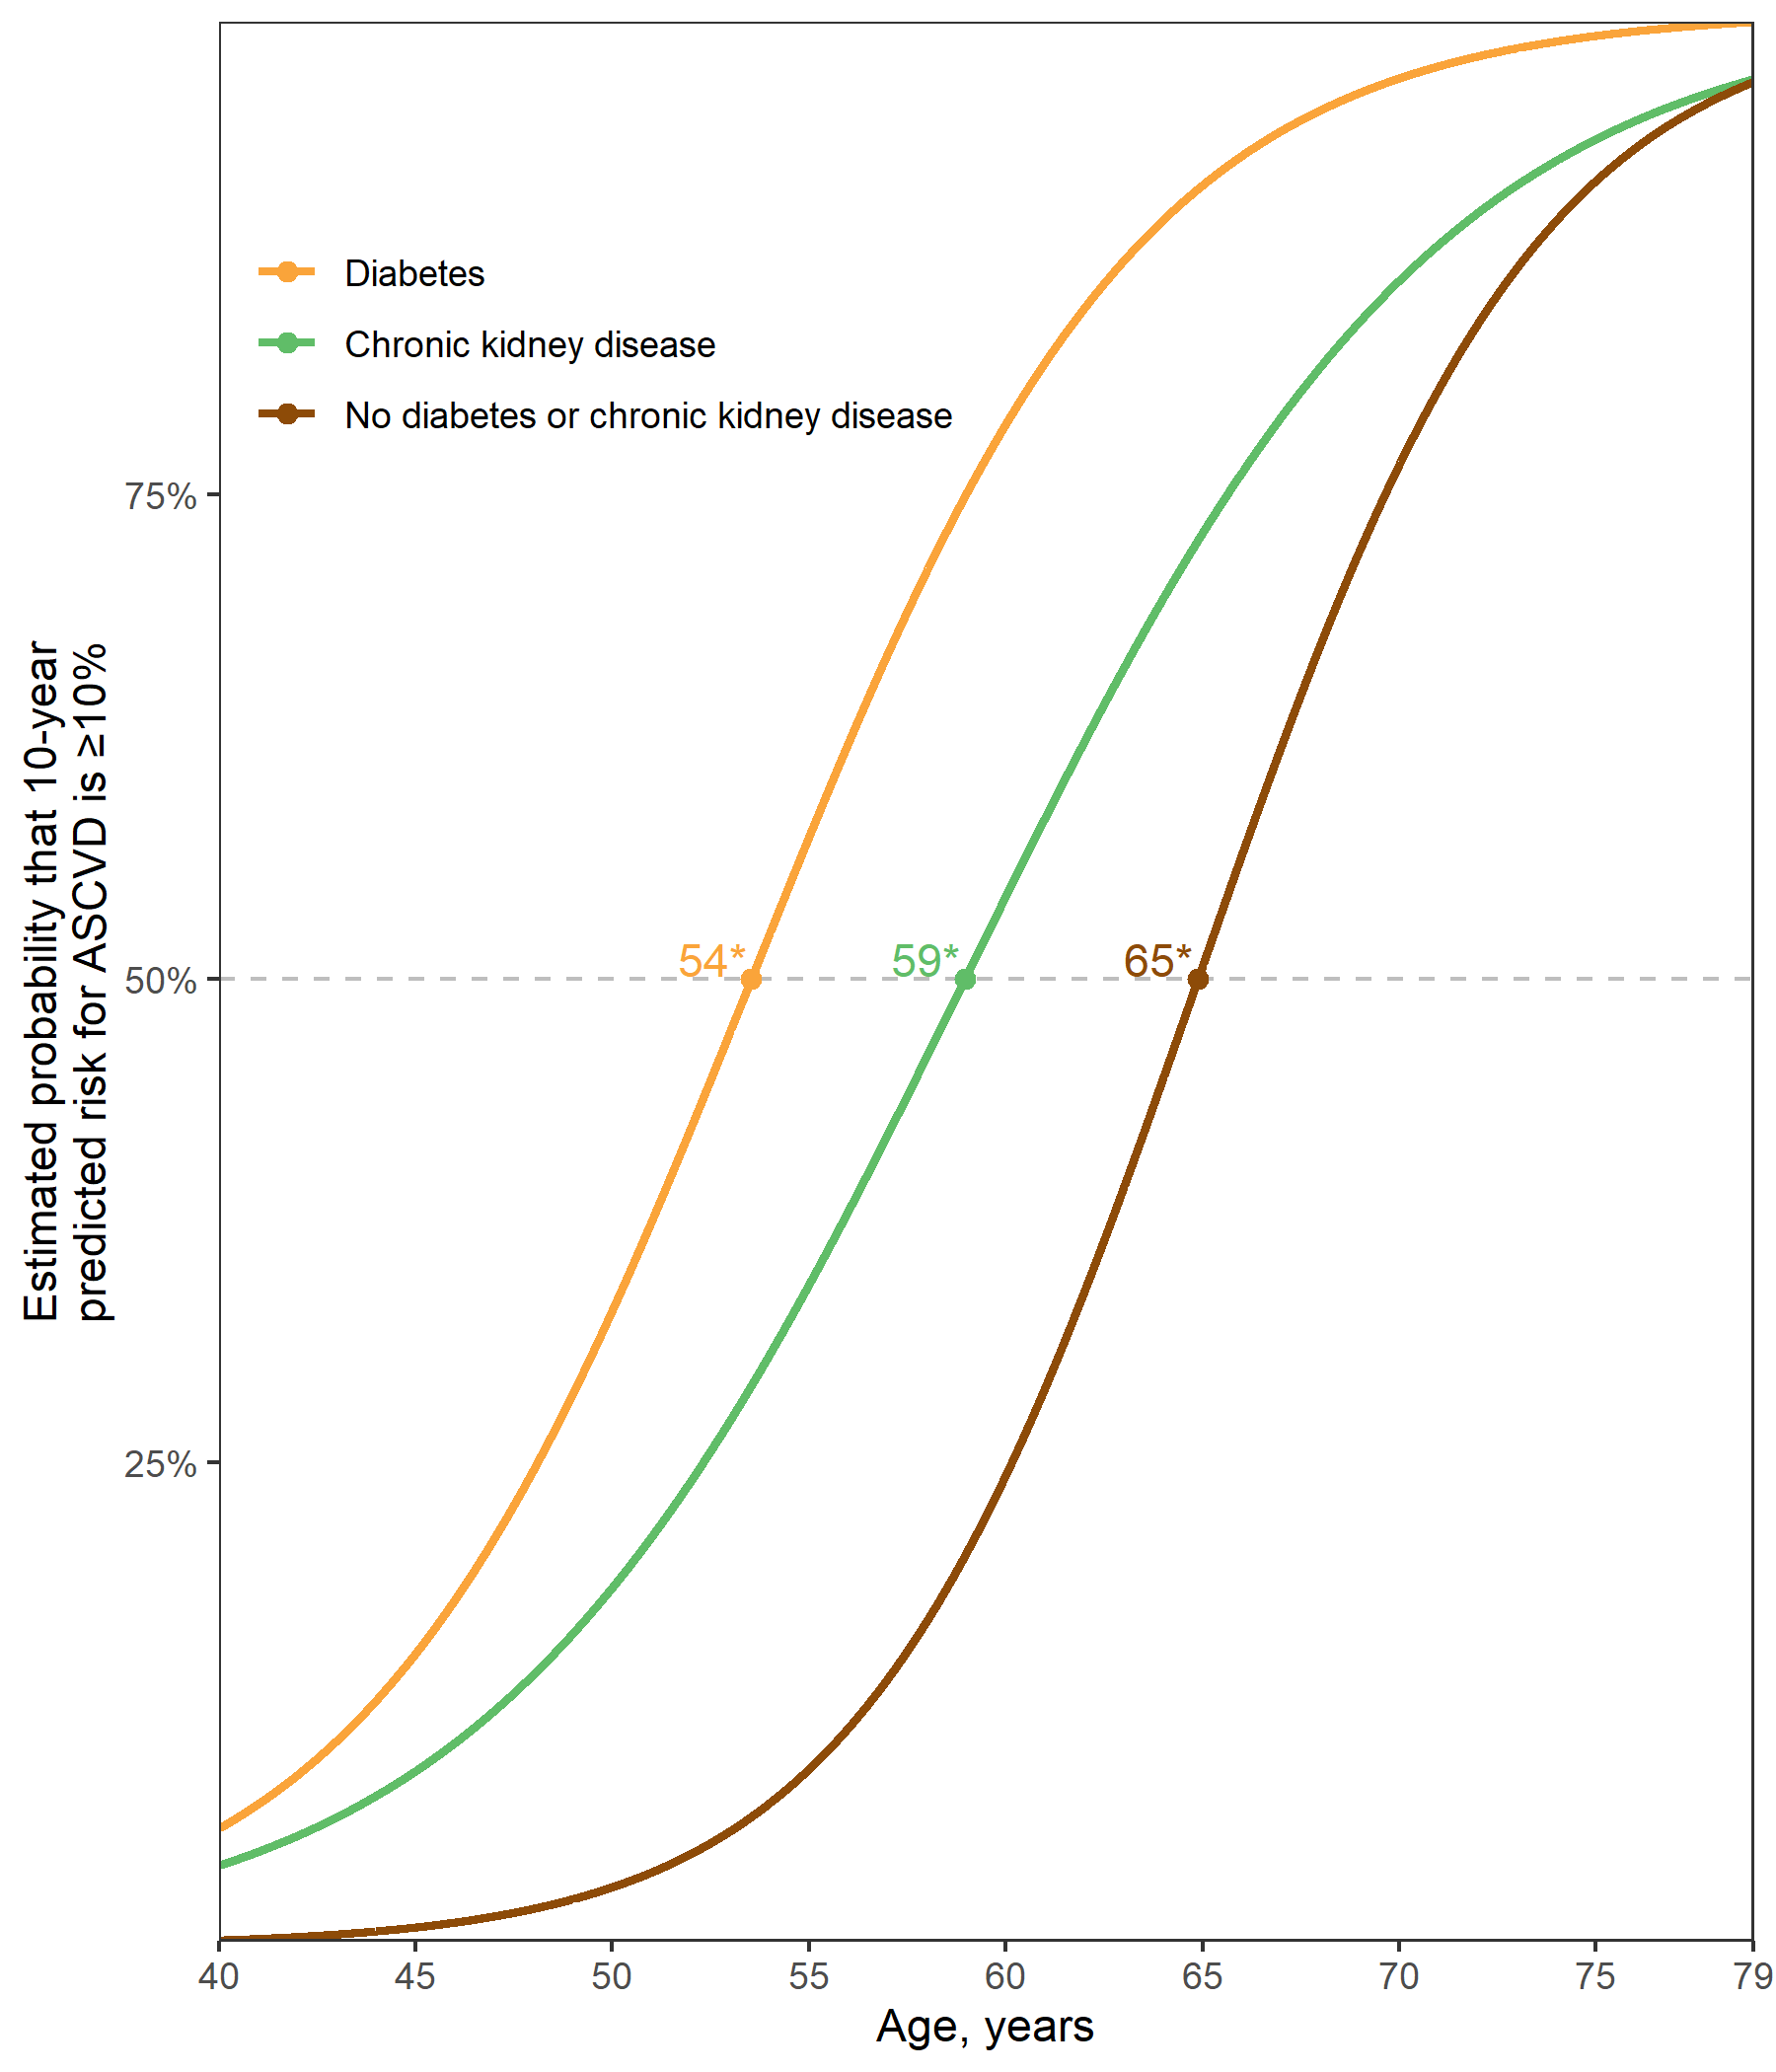 Estimated probability that 10-year
predicted risk for ASCVD is ≥10%
Diabetes
Chronic kidney disease
No diabetes or chronic kidney disease
75%
50%
25%
54*
59*
65*
40
45
50
55
60
65
70
75
79
Age, years